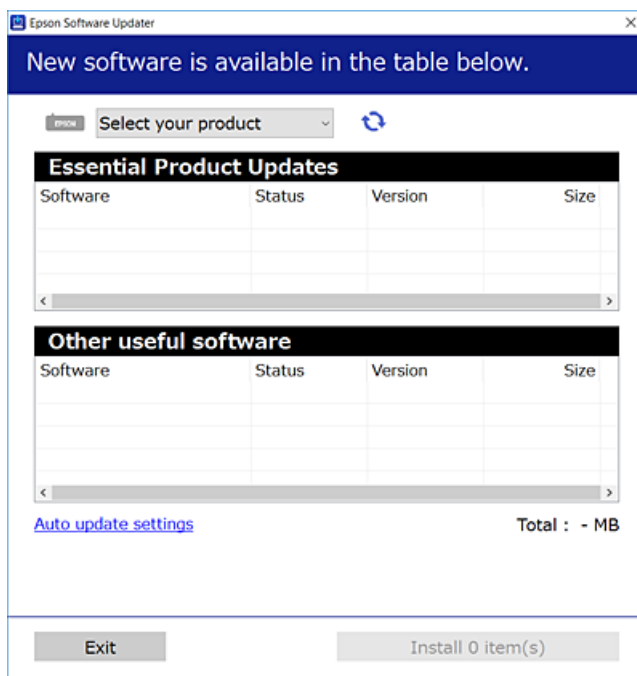 Epson Software Updater
New software is available in the table below.
EPSON Select your product
Essential Product Updates
Software Status Version Size
Other useful software
Software Status Version Size
Auto update settings Total : - MB
Exit Install 0 item(s)